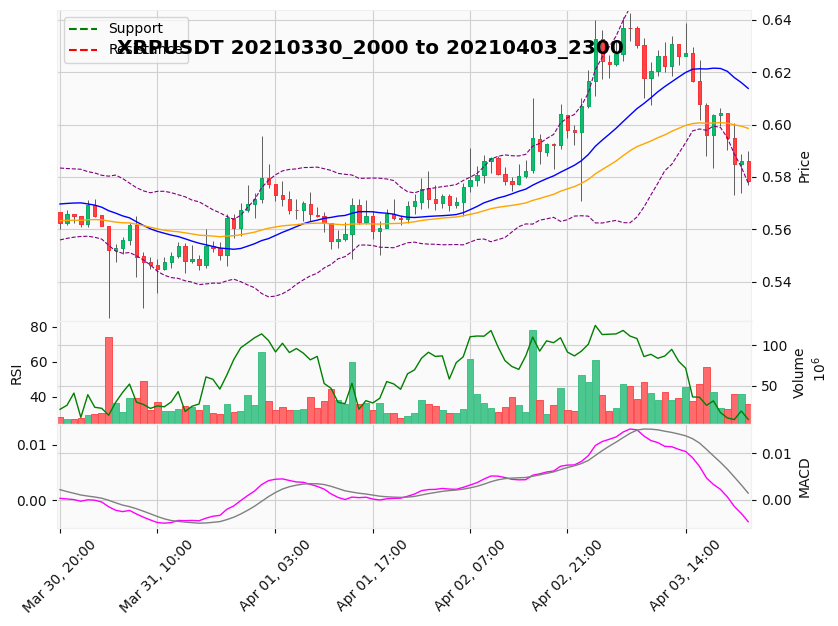 XRPUSDT 20210330_2000 to 20210403_2300
Support
Resistance
0.64
0.62
0.60
0.58
0.56
0.54
Price
80
60
40
RSI
100
50
Volume
10^6
0.01
0.00
0.01
0.00
MACD
Mar 30, 20:00
Mar 31, 10:00
Apr 01, 03:00
Apr 01, 17:00
Apr 02, 07:00
Apr 02, 21:00
Apr 03, 14:00